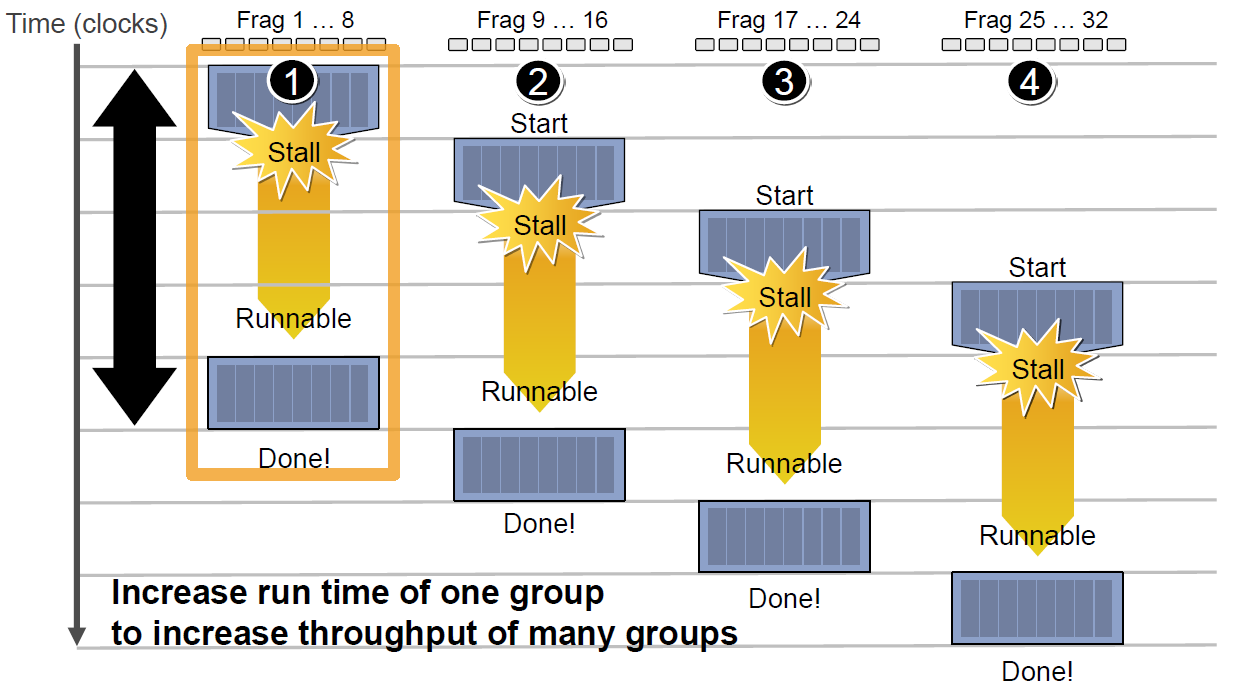 Time (clocks)
Frag 1 … 8
Frag 9 … 16
Frag 17 … 24
Frag 25 … 32
1
2
3
4
Start
Stall
Start
Stall
Start
Stall
Runnable
Stall
Runnable
Done!
Runnable
Done!
Runnable
Done!
Increase run time of one group
to increase throughput of many groups
Done!